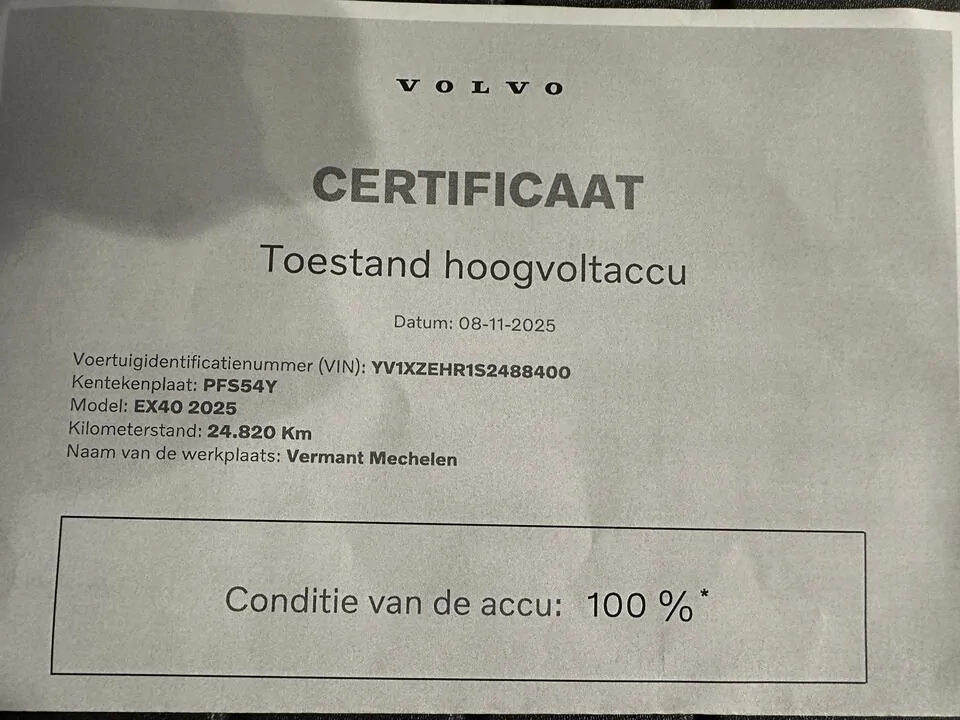 VOLVO
CERTIFICAAT
Toestand hoogvoltaccu
Datum: 08-11-2025
Voertuigidentificatienummer (VIN): YV1XZEHR1S2488400
Kentekenplaat: PFS54Y
Model: EX40 2025
Kilometerstand: 24.820 Km
Naam van de werkplaats: Vermant Mechelen
Conditie van de accu: 100 %*